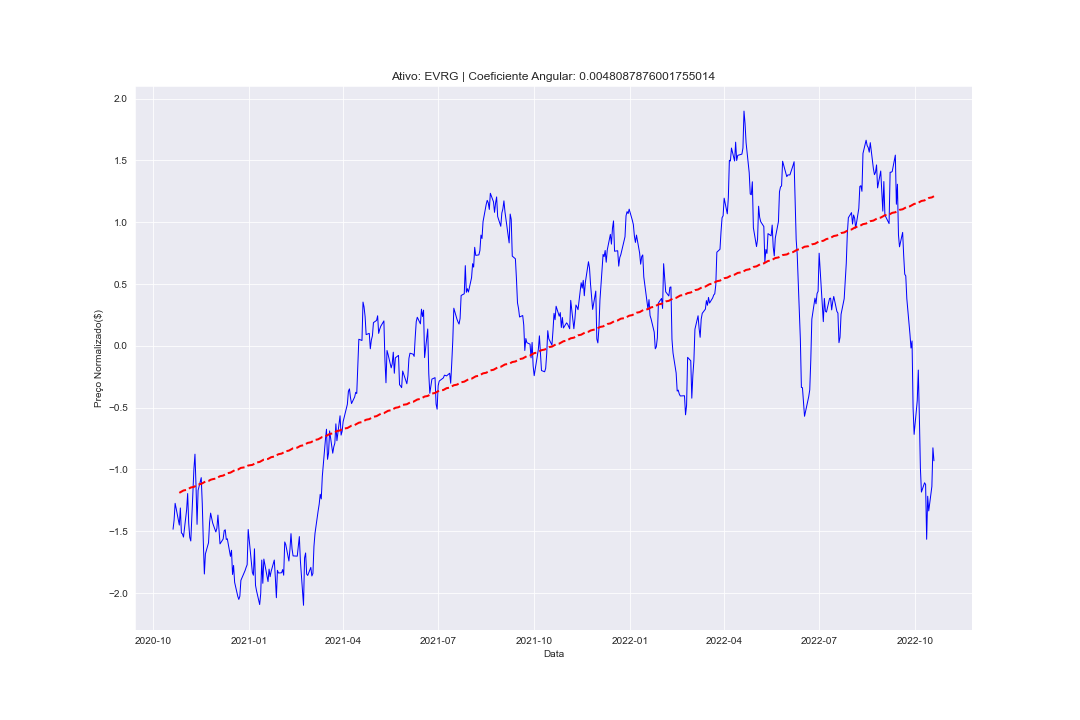 Ativo: EVRG | Coeficiente Angular: 0.0048087876001755014
Preço Normalizado($)
2.0
1.5
1.0
0.5
0.0
−0.5
−1.0
−1.5
−2.0
2020-10 2021-01 2021-04 2021-07 2021-10 2022-01 2022-04 2022-07 2022-10
Data